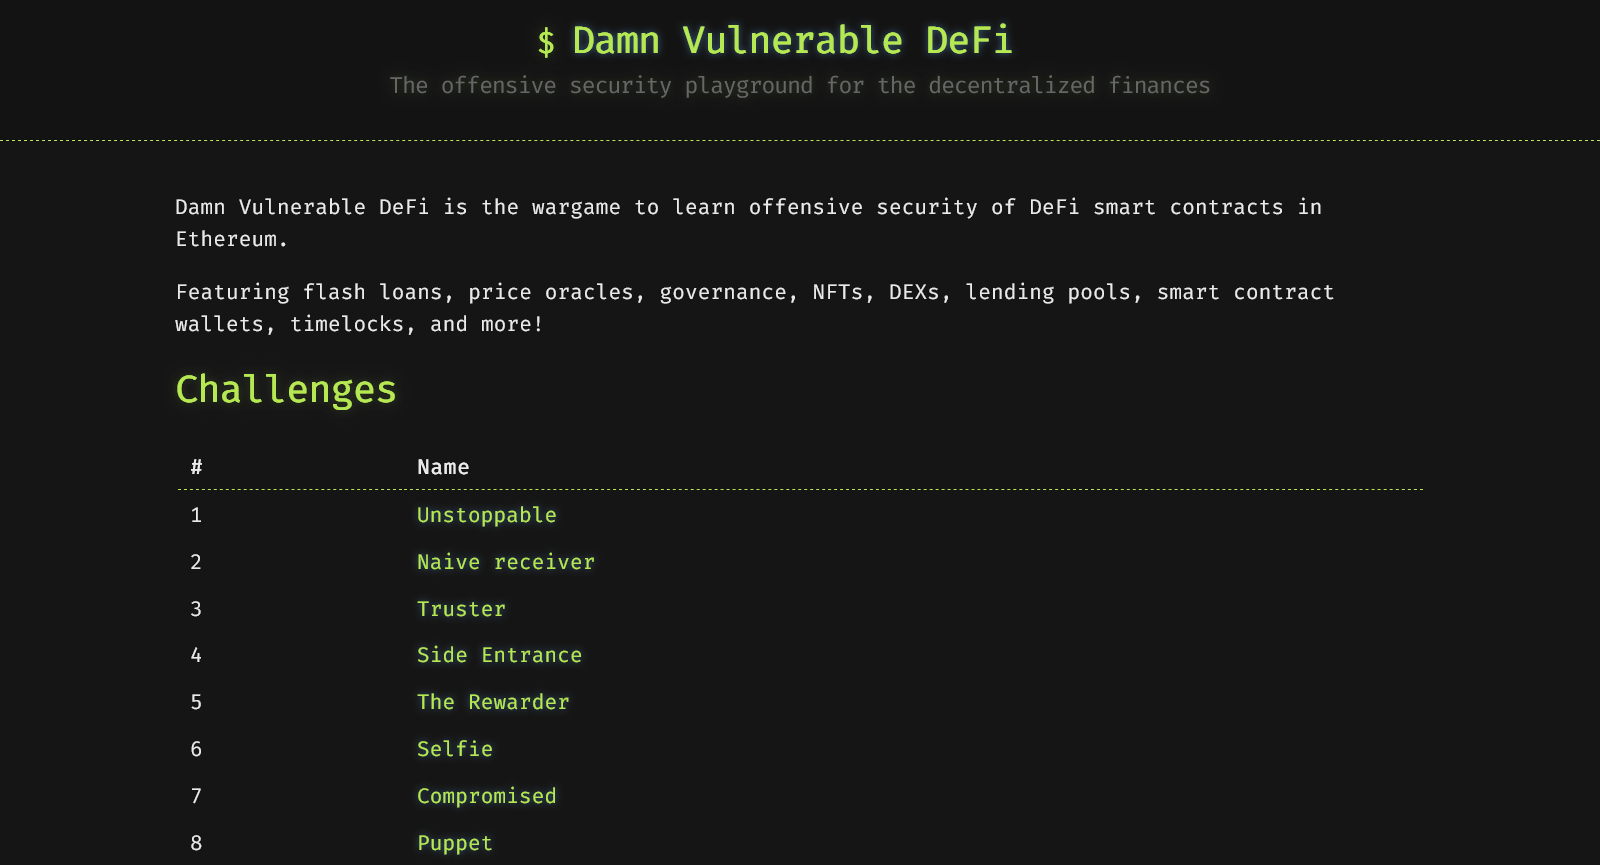 $ Damn Vulnerable DeFi
The offensive security playground for the decentralized finances
Damn Vulnerable DeFi is the wargame to learn offensive security of DeFi smart contracts in
Ethereum.
Featuring flash loans, price oracles, governance, NFTs, DEXs, lending pools, smart contract
wallets, timelocks, and more!
Challenges
# Name
1 Unstoppable
2 Naive receiver
3 Truster
4 Side Entrance
5 The Rewarder
6 Selfie
7 Compromised
8 Puppet